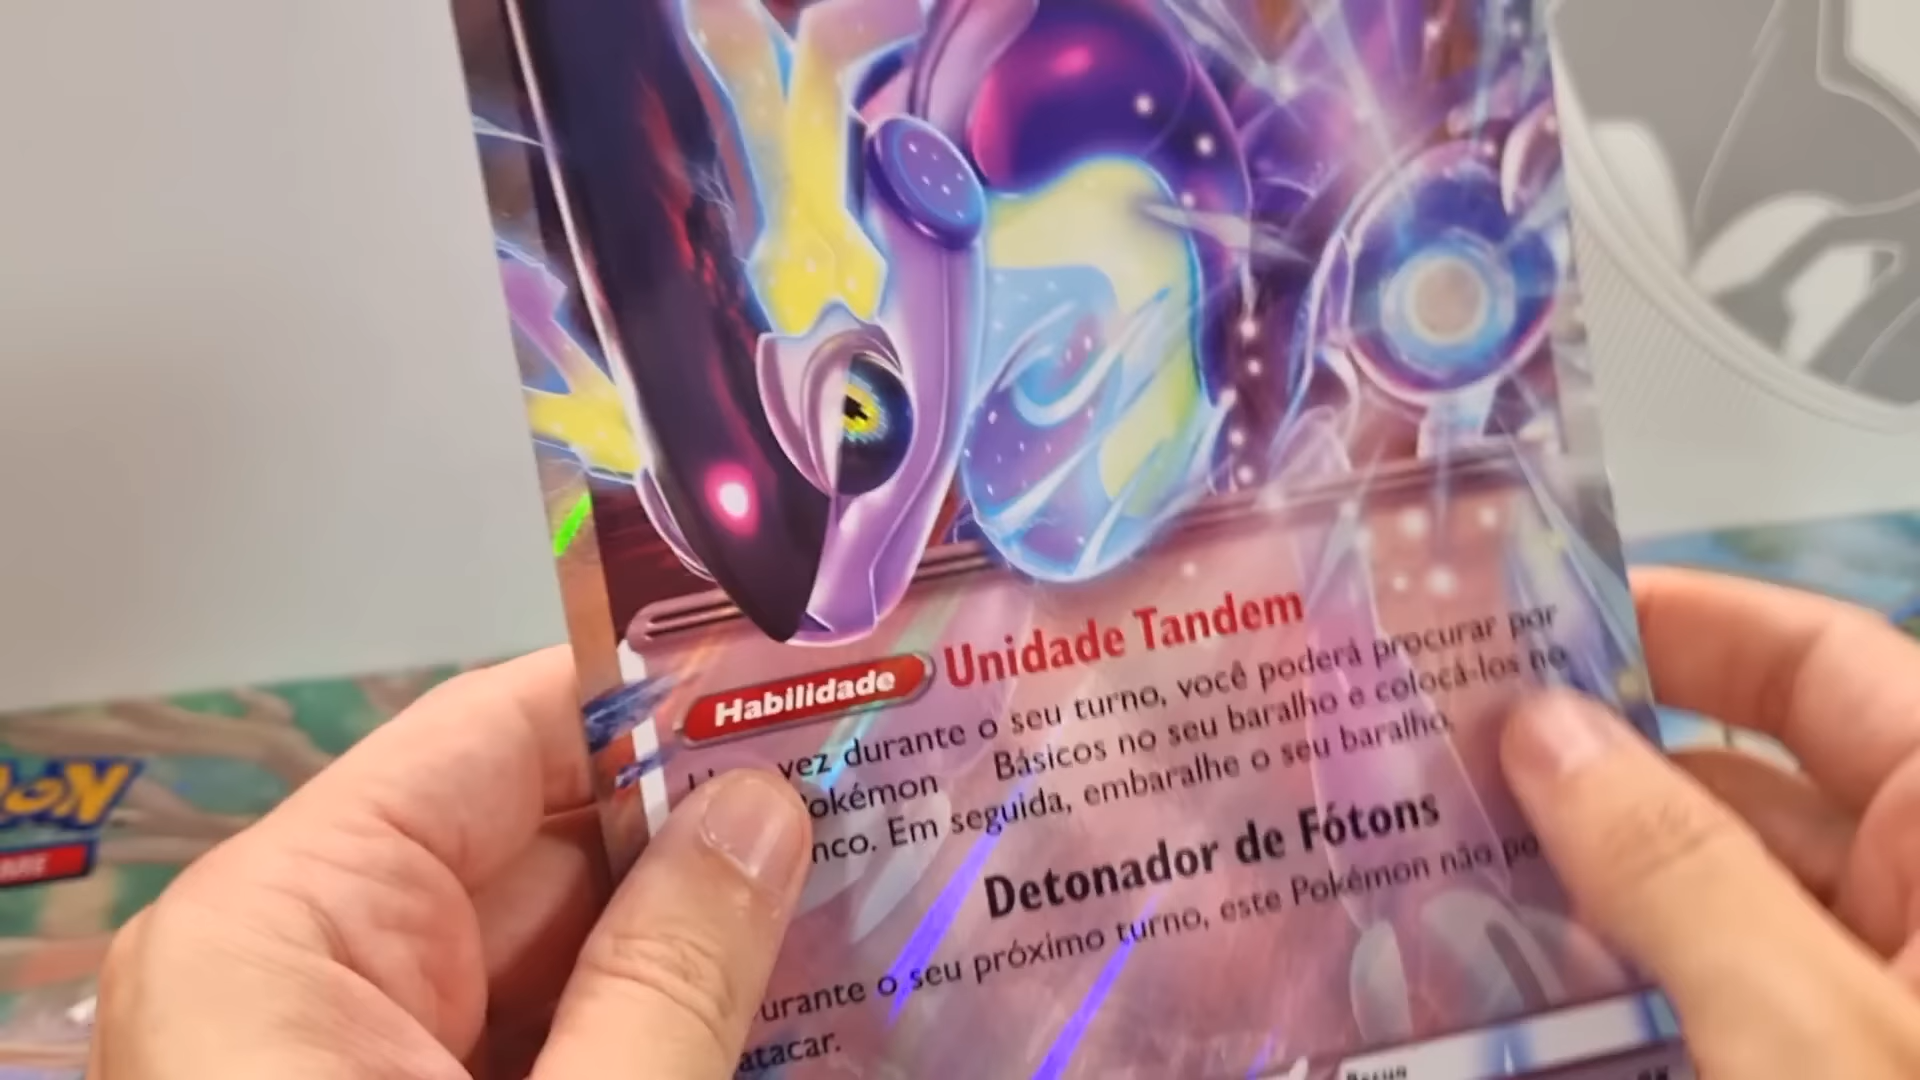 Habilidade Unidade Tandem
vez durante o seu turno, você poderá procurar por
Pokémon Básicos no seu baralho e colocá-los no
nco. Em seguida, embaralhe o seu baralho.
Detonador de Fótons
urante o seu próximo turno, este Pokémon não po
atacar.